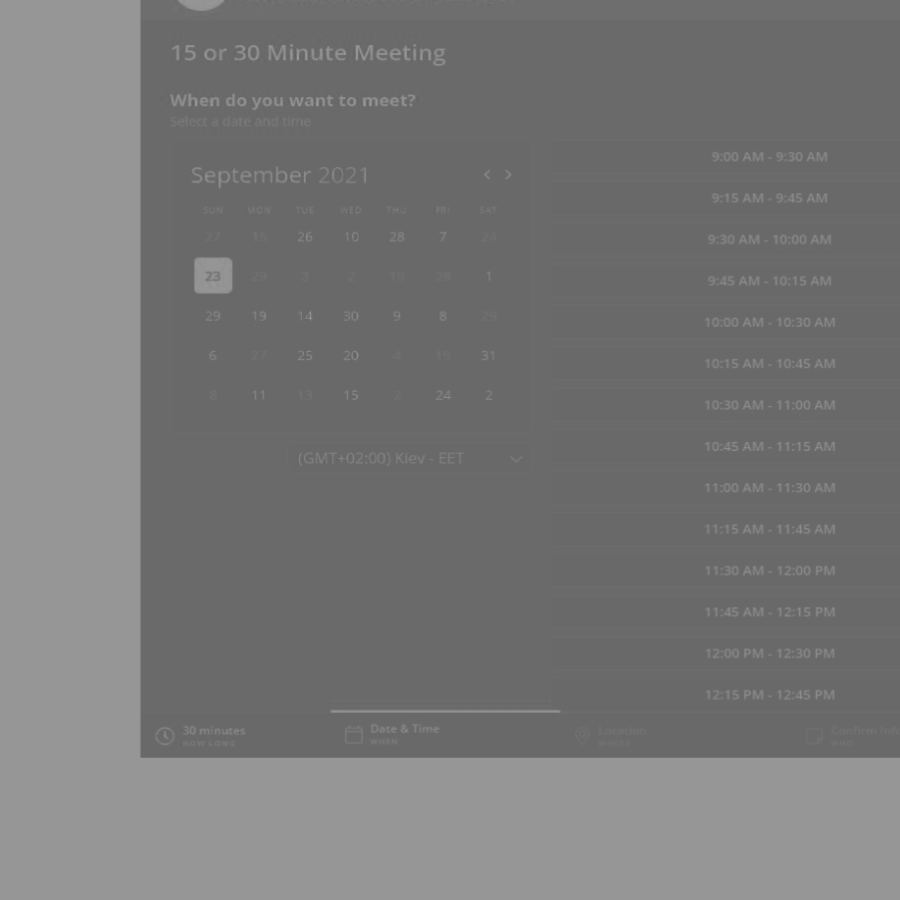 15 or 30 Minute Meeting
When do you want to meet?
Select a date and time
September 2021
SUN MON TUE WED THU FRI SAT
27 15 26 10 28 7 24
23 29 3 2 19 28 1
29 19 14 30 9 8 29
6 27 25 20 4 31
8 11 13 15 2 24 2
(GMT+02:00) Kiev - EET
9:00 AM - 9:30 AM
9:15 AM - 9:45 AM
9:30 AM - 10:00 AM
9:45 AM - 10:15 AM
10:00 AM - 10:30 AM
10:15 AM - 10:45 AM
10:30 AM - 11:00 AM
10:45 AM - 11:15 AM
11:00 AM - 11:30 AM
11:15 AM - 11:45 AM
11:30 AM - 12:00 PM
11:45 AM - 12:15 PM
12:00 PM - 12:30 PM
12:15 PM - 12:45 PM
30 minutes
HOW LONG
Date & Time
WHEN
Location
WHERE
Confirm
WHO